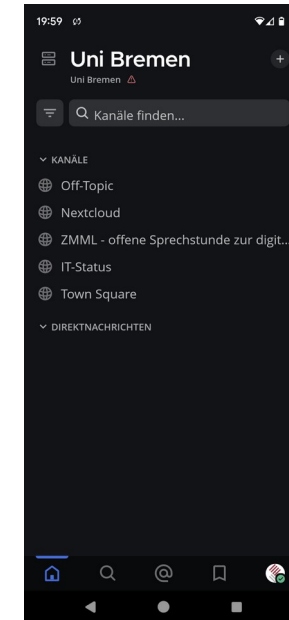 19:59
Uni Bremen
Uni Bremen
Kanäle finden...
KANÄLE
Off-Topic
Nextcloud
ZMML - offene Sprechstunde zur digit...
IT-Status
Town Square
DIREKTNACHRICHTEN